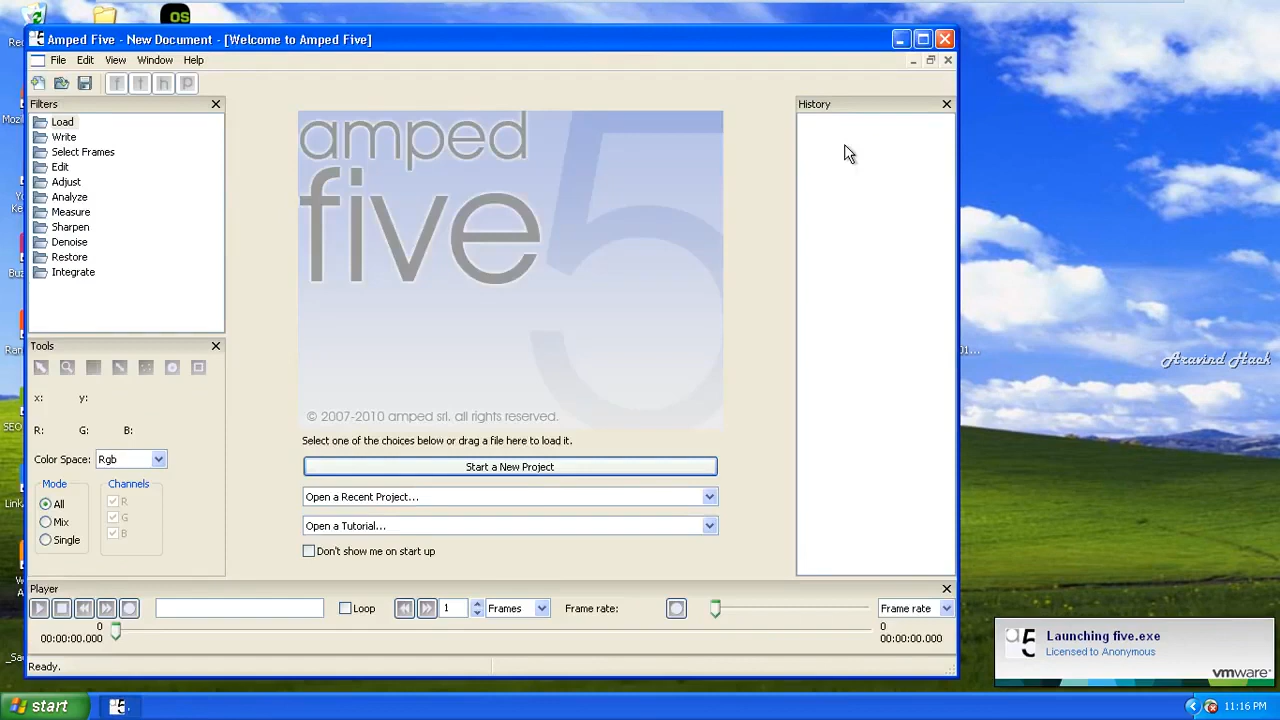 OS
Amped Five - New Document - [Welcome to Amped Five]
File Edit View Window Help
f t h p
Filters
Load
Write
Select Frames
Edit
Adjust
Analyze
Measure
Sharpen
Denoise
Restore
Integrate
amped
five
5
© 2007-2010 amped srl. all rights reserved.
Select one of the choices below or drag a file here to load it.
Start a New Project
Open a Recent Project...
Open a Tutorial...
Don't show me on start up
History
Tools
x: y:
R: G: B:
Color Space: Rgb
Mode Channels
All R
Mix G
Single B
Player
Loop 1 Frames Frame rate: Frame rate
0 0
00:00:00.000 00:00:00.000
Ready.
01...
Aravind Hack
a5 Launching five.exe
Licensed to Anonymous
vmware
start
11:16 PM